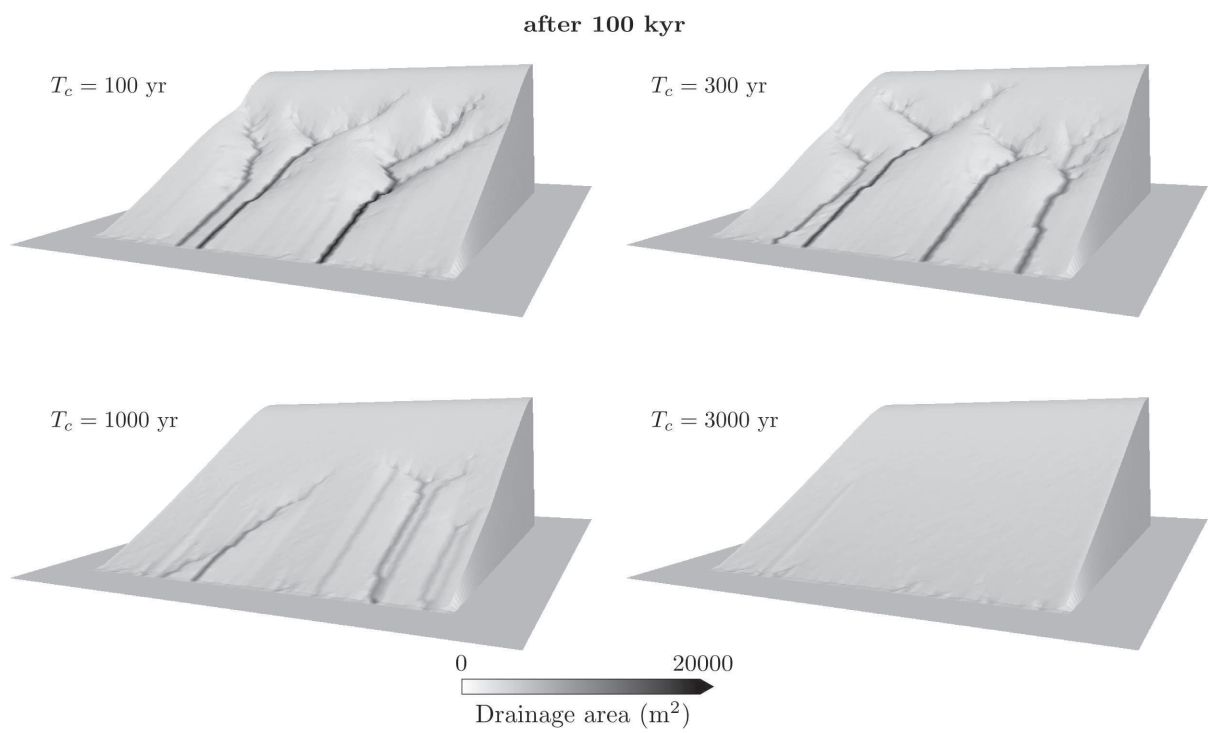 after 100 kyr
T_c = 100 yr
T_c = 300 yr
T_c = 1000 yr
T_c = 3000 yr
0 20000
Drainage area (m²)